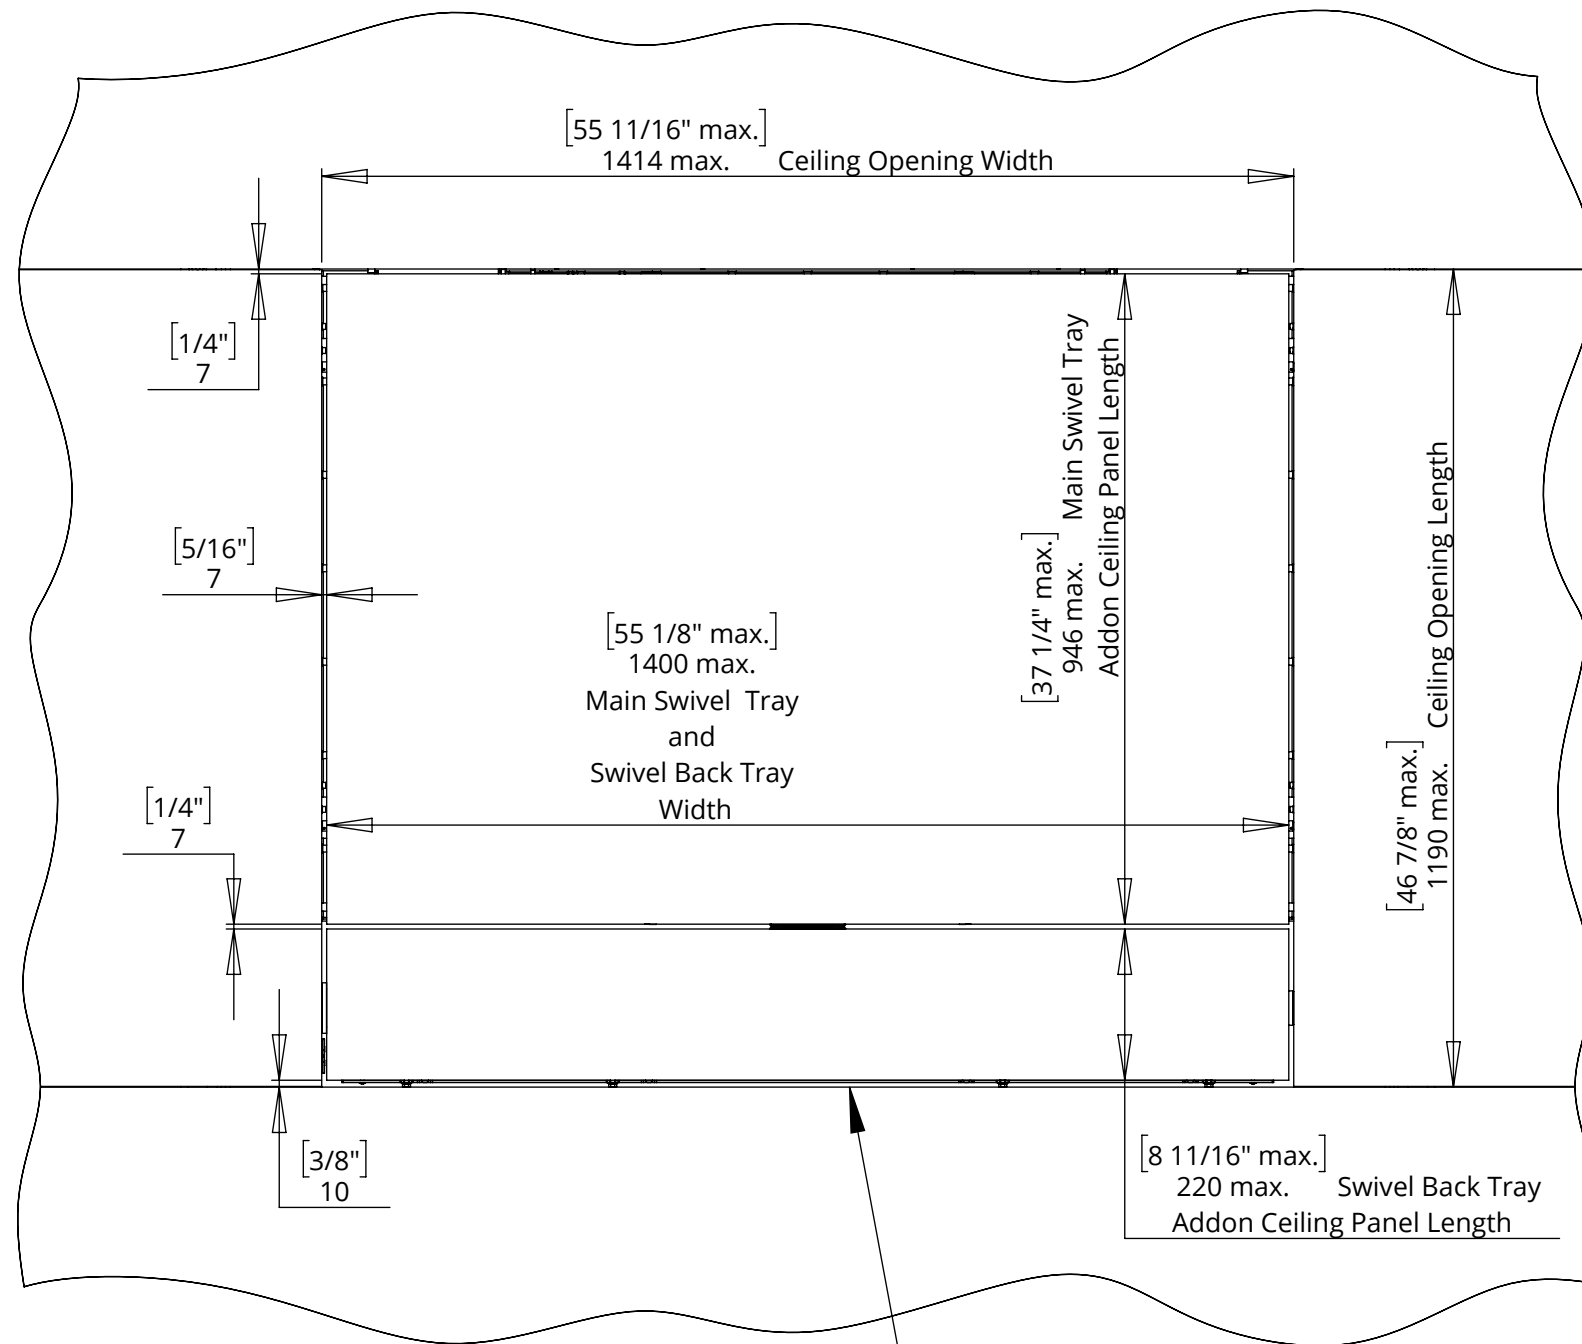 [55 11/16" max.]
1414 max. Ceiling Opening Width
[1/4"]
7
[5/16"]
7
[55 1/8" max.]
1400 max.
Main Swivel Tray
and
Swivel Back Tray
Width
[37 1/4" max.]
946 max. Main Swivel Tray
Addon Ceiling Panel Length
[46 7/8" max.]
1190 max. Ceiling Opening Length
[1/4"]
7
[3/8"]
10
[8 11/16" max.]
220 max. Swivel Back Tray
Addon Ceiling Panel Length